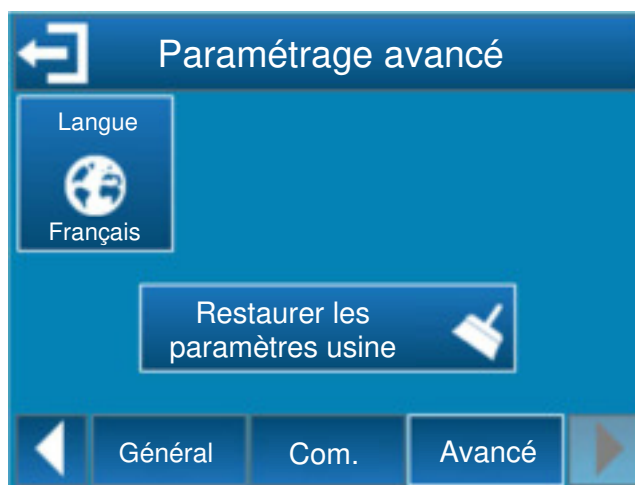 Paramétrage avancé
Langue
Français
Restaurer les
paramètres usine
Général
Com.
Avancé